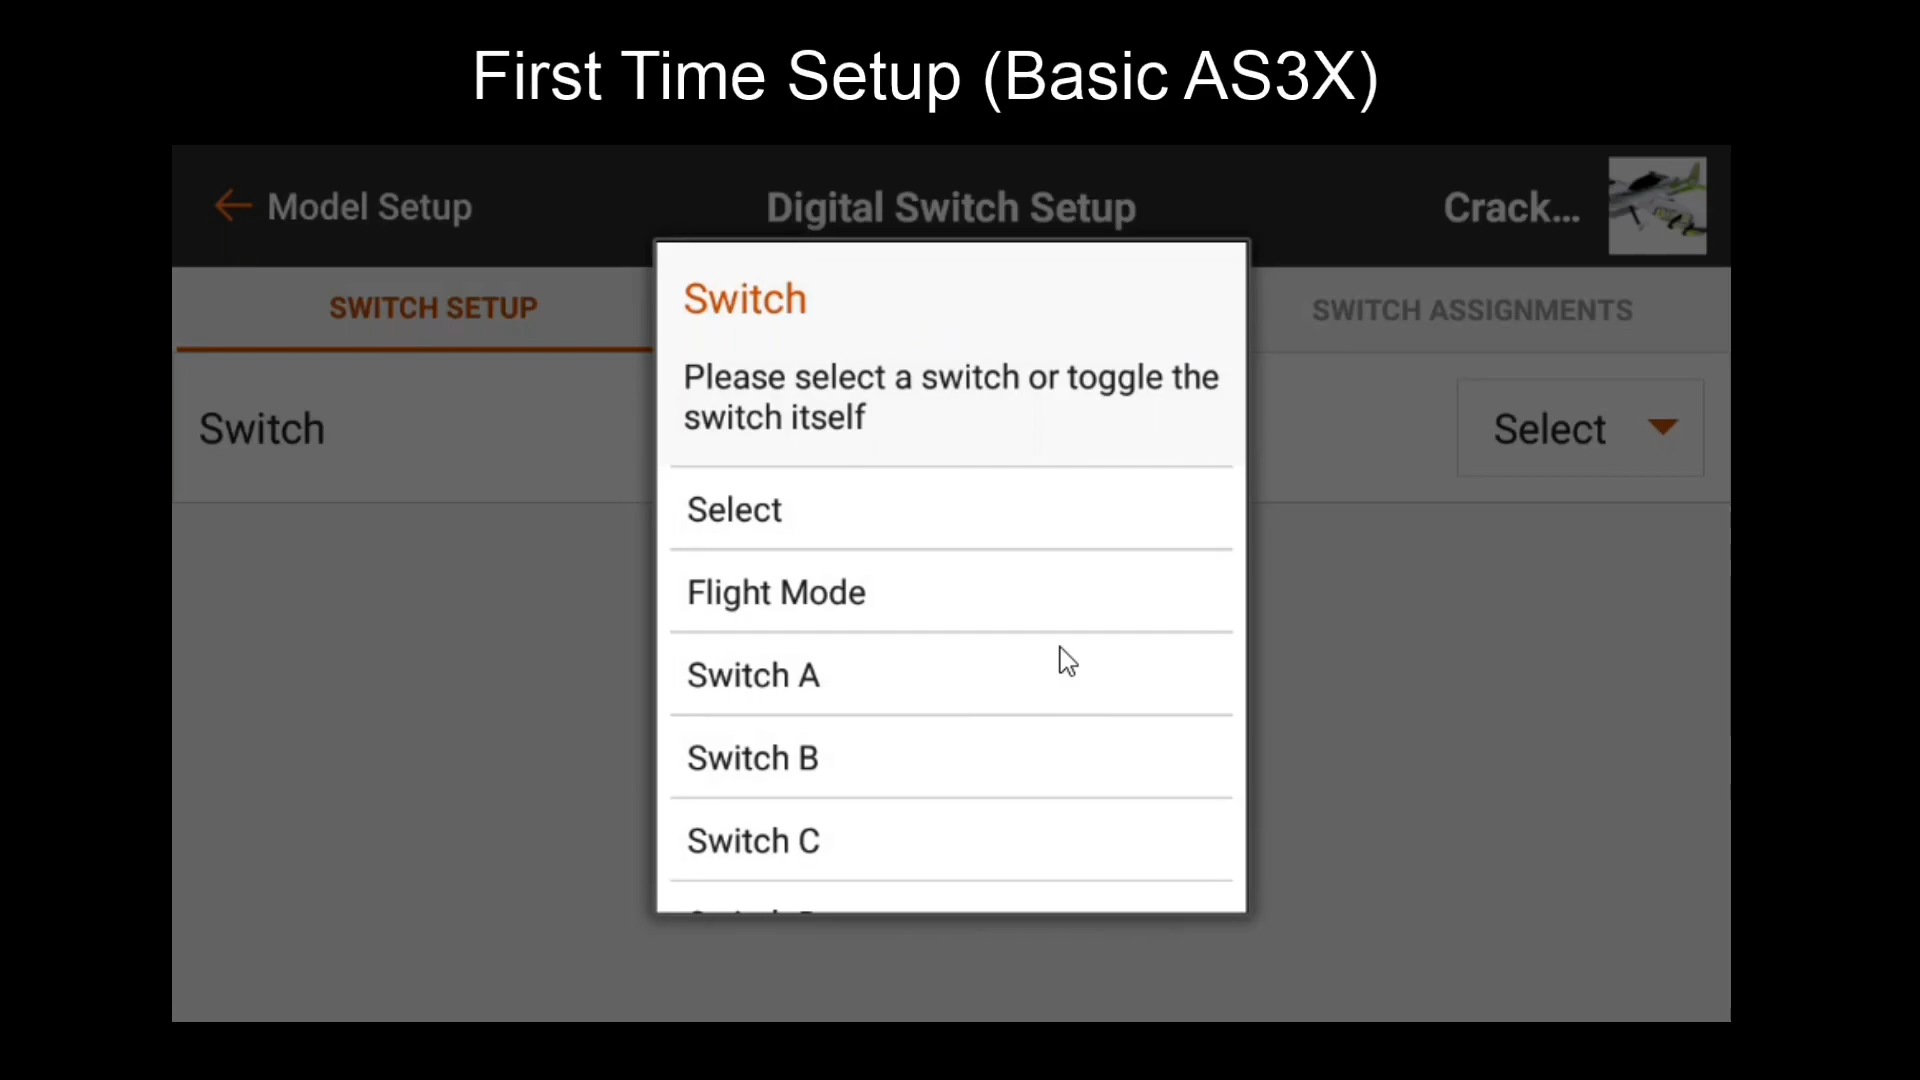 First Time Setup (Basic AS3X)
Model Setup
Digital Switch Setup
Crack...
SWITCH SETUP
SWITCH ASSIGNMENTS
Switch
Select
Switch
Please select a switch or toggle the
switch itself
Select
Flight Mode
Switch A
Switch B
Switch C